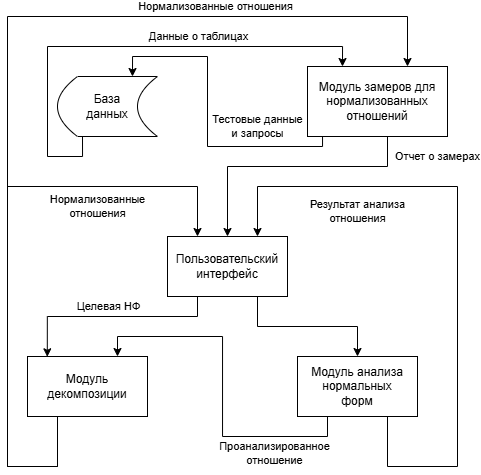 Нормализованные отношения
Данные о таблицах
База
данных
Модуль замеров для
нормализованных
отношений
Тестовые данные
и запросы
Отчет о замерах
Нормализованные
отношения
Результат анализа
отношения
Пользовательский
интерфейс
Целевая НФ
Модуль
декомпозиции
Модуль анализа
нормальных
форм
Проанализированное
отношение